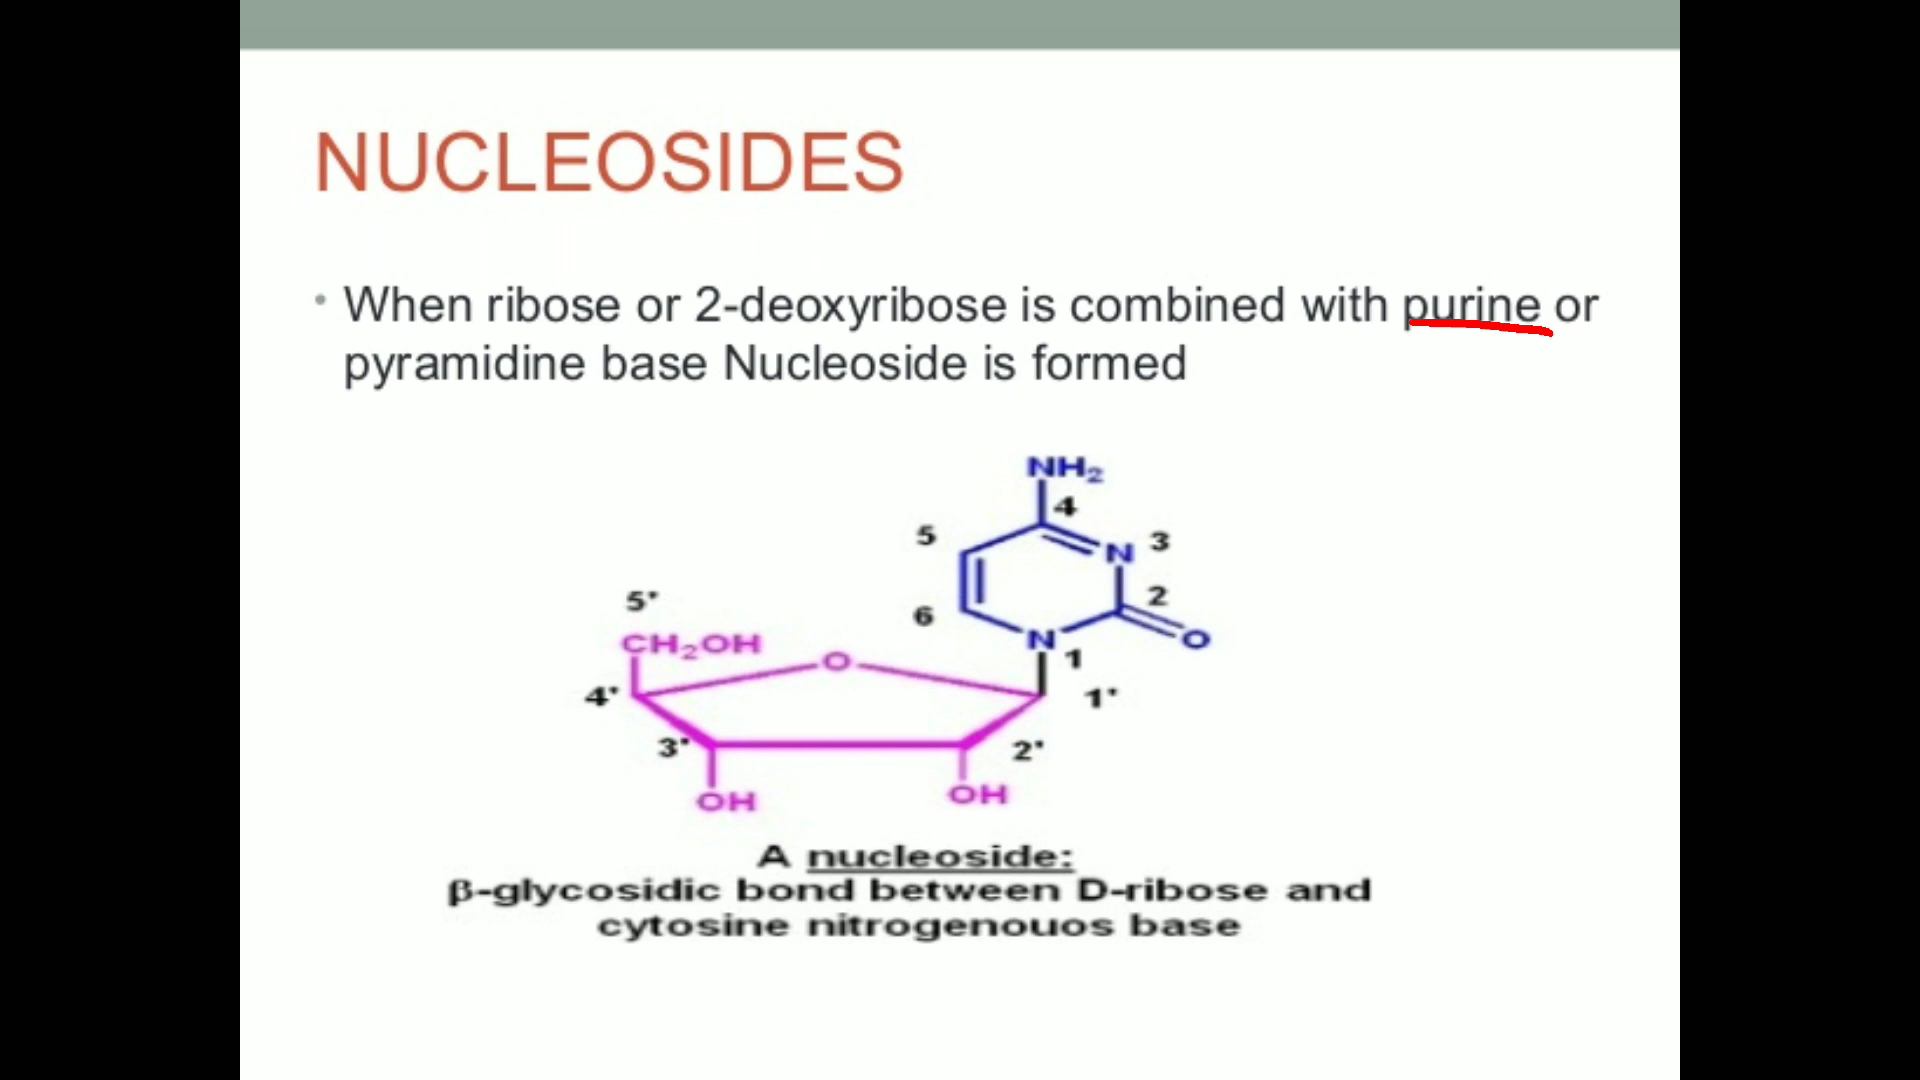 NUCLEOSIDES
• When ribose or 2-deoxyribose is combined with purine or
pyramidine base Nucleoside is formed
NH₂
4
5
N 3
2
6
O
N
1
5'
CH₂OH
O
4'
1'
3'
2'
OH
OH
A nucleoside:
β-glycosidic bond between D-ribose and
cytosine nitrogenouos base